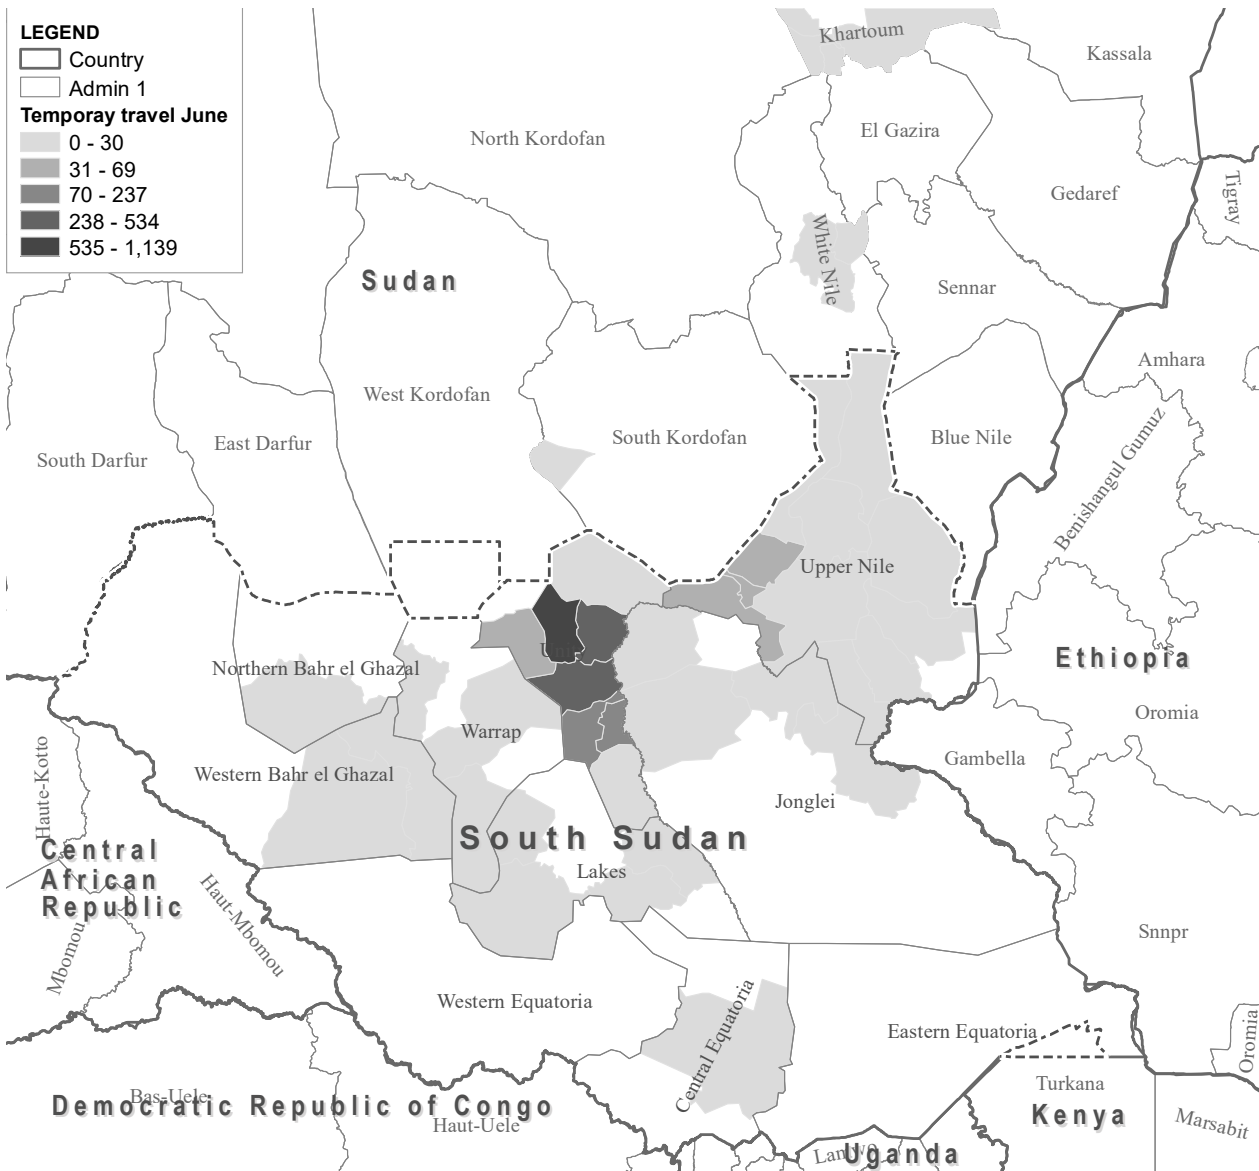 LEGEND
Country
Admin 1
Temporay travel June
0 - 30
31 - 69
70 - 237
238 - 534
535 - 1,139
Khartoum
Kassala
North Kordofan
El Gazira
Gedaref
Tigray
White Nile
Sudan
Sennar
Amhara
West Kordofan
South Kordofan
Blue Nile
East Darfur
South Darfur
Benishangul Gumuz
Upper Nile
Ethiopia
Northern Bahr el Ghazal
Oromia
Warrap
Gambella
Western Bahr el Ghazal
Haute-Kotto
Jonglei
South Sudan
Central
African
Republic
Lakes
Haut-Mbomou
Mbomou
Snnpr
Western Equatoria
Central Equatoria
Eastern Equatoria
Oromia
Turkana
Bas-Uele
Democratic Republic of Congo
Haut-Uele
Kenya
Marsabit
Uganda